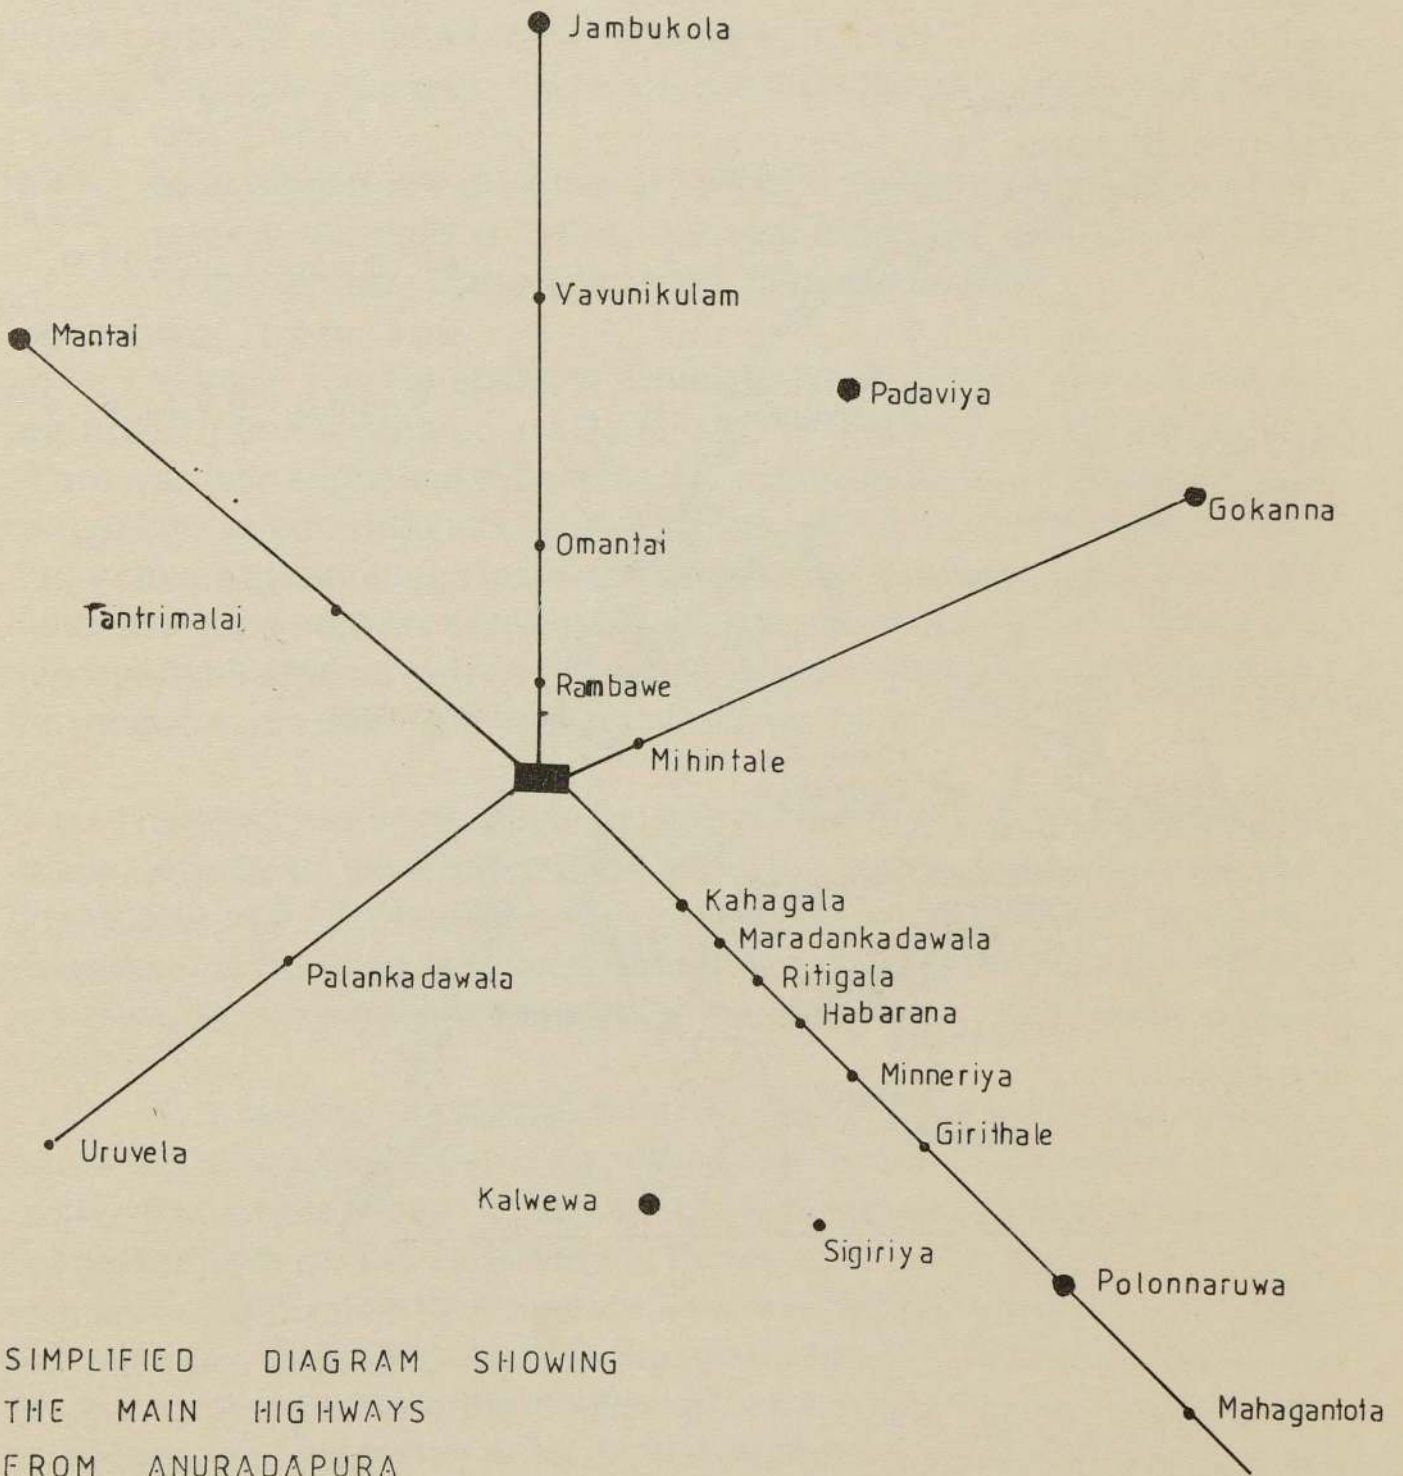 Jambukola
Vavunikulam
Mantai
Padaviya
Gokanna
Omantai
Tantrimalai
Rambawe
Mihintale
Kahagala
Maradankadawala
Palankadawala
Ritigala
Habarana
Minneriya
Girithale
Uruvela
Kalwewa
Sigiriya
Polonnaruwa
SIMPLIFIED DIAGRAM SHOWING
THE MAIN HIGHWAYS
FROM ANURADAPURA
Mahagantota